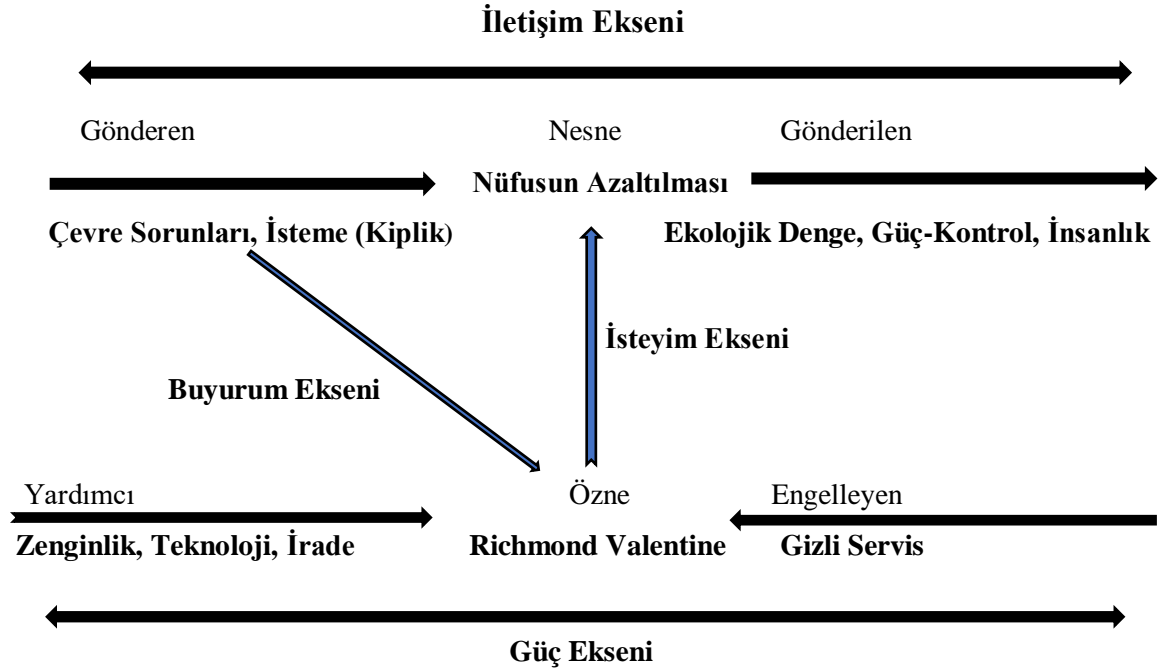 İletişim Ekseni
Gönderen Nesne Gönderilen
Nüfusun Azaltılması
Çevre Sorunları, İsteme (Kiplik) Ekolojik Denge, Güç-Kontrol, İnsanlık
İsteyim Ekseni
Buyurum Ekseni
Yardımcı Özne Engelleyen
Zenginlik, Teknoloji, İrade Richmond Valentine Gizli Servis
Güç Ekseni